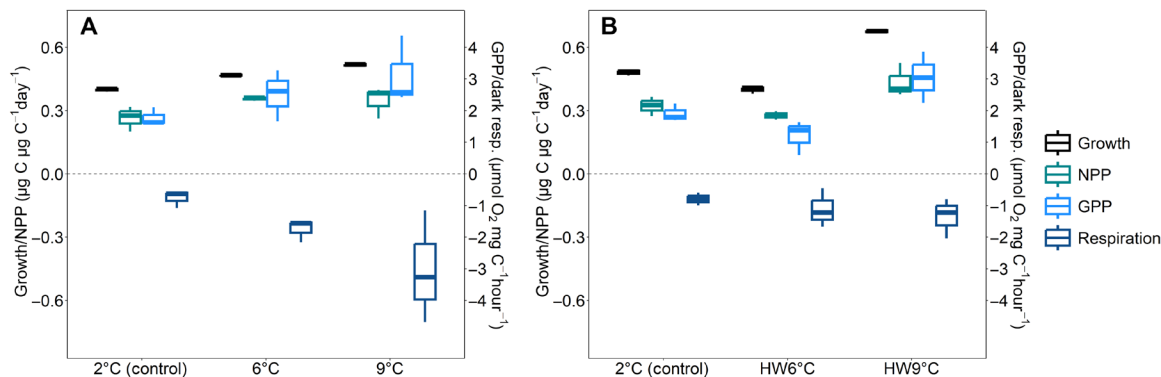 A
0.6
0.3
0.0
−0.3
−0.6
Growth/NPP (µg C µg C⁻¹day⁻¹)
4
3
2
1
0
−1
−2
−3
−4
GPP/dark resp. (µmol O₂ mg C⁻¹hour⁻¹)
2°C (control)
6°C
9°C
B
0.6
0.3
0.0
−0.3
−0.6
Growth/NPP (µg C µg C⁻¹day⁻¹)
4
3
2
1
0
−1
−2
−3
−4
GPP/dark resp. (µmol O₂ mg C⁻¹hour⁻¹)
2°C (control)
HW6°C
HW9°C
Growth
NPP
GPP
Respiration